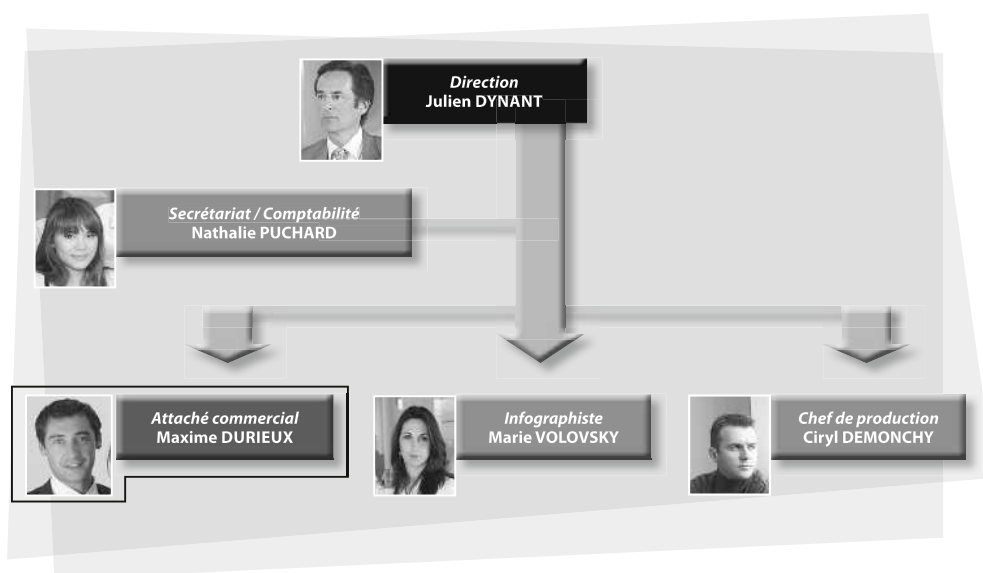 Direction
Julien DYNANT
Secrétariat / Comptabilité
Nathalie PUCHARD
Attaché commercial
Maxime DURIEUX
Infographiste
Marie VOLOVSKY
Chef de production
Ciryl DEMONCHY